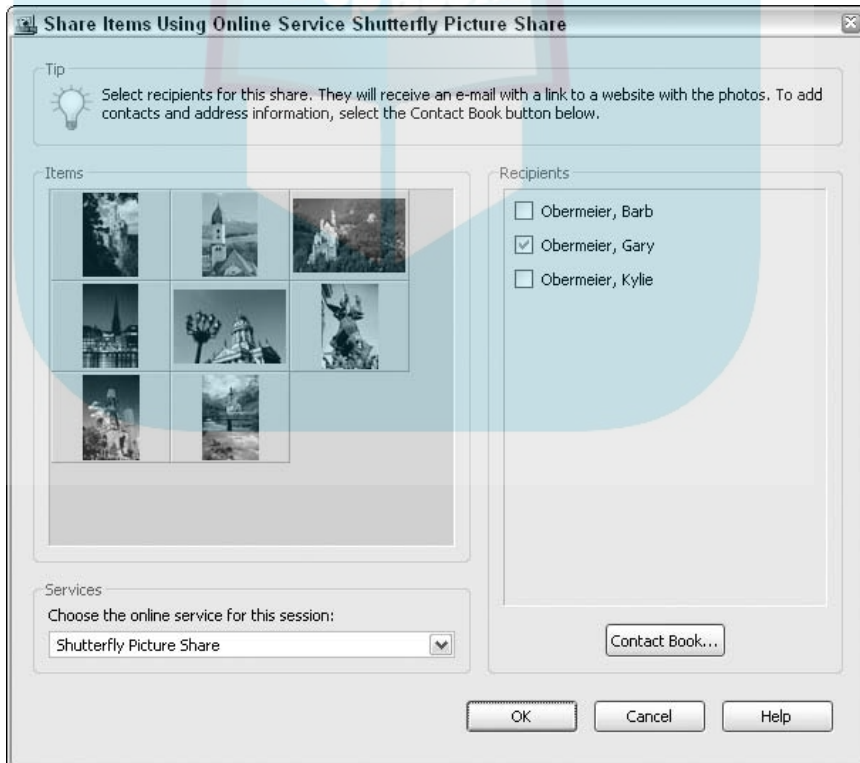 Share Items Using Online Service Shutterfly Picture Share
Tip
Select recipients for this share. They will receive an e-mail with a link to a website with the photos. To add
contacts and address information, select the Contact Book button below.
Items
Recipients
Obermeier, Barb
Obermeier, Gary
Obermeier, Kylie
Services
Choose the online service for this session:
Shutterfly Picture Share
Contact Book...
OK
Cancel
Help